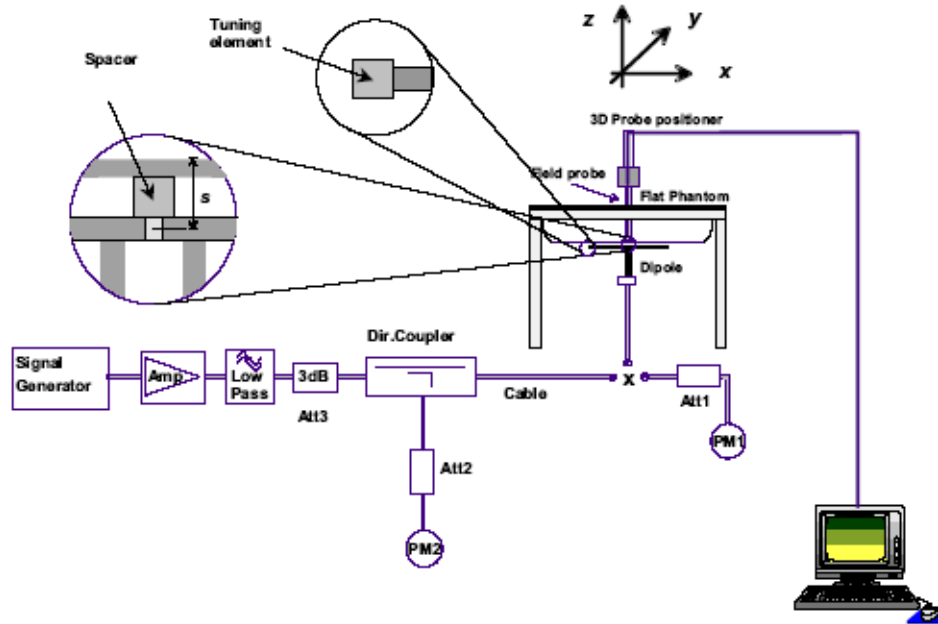 Tuning
element
Spacer
z
y
x
3D Probe positioner
Field probe
Flat Phantom
s
Dipole
Dir.Coupler
Signal
Generator
Amp
Low
Pass
3dB
Att3
Cable
x
Att1
PM1
Att2
PM2